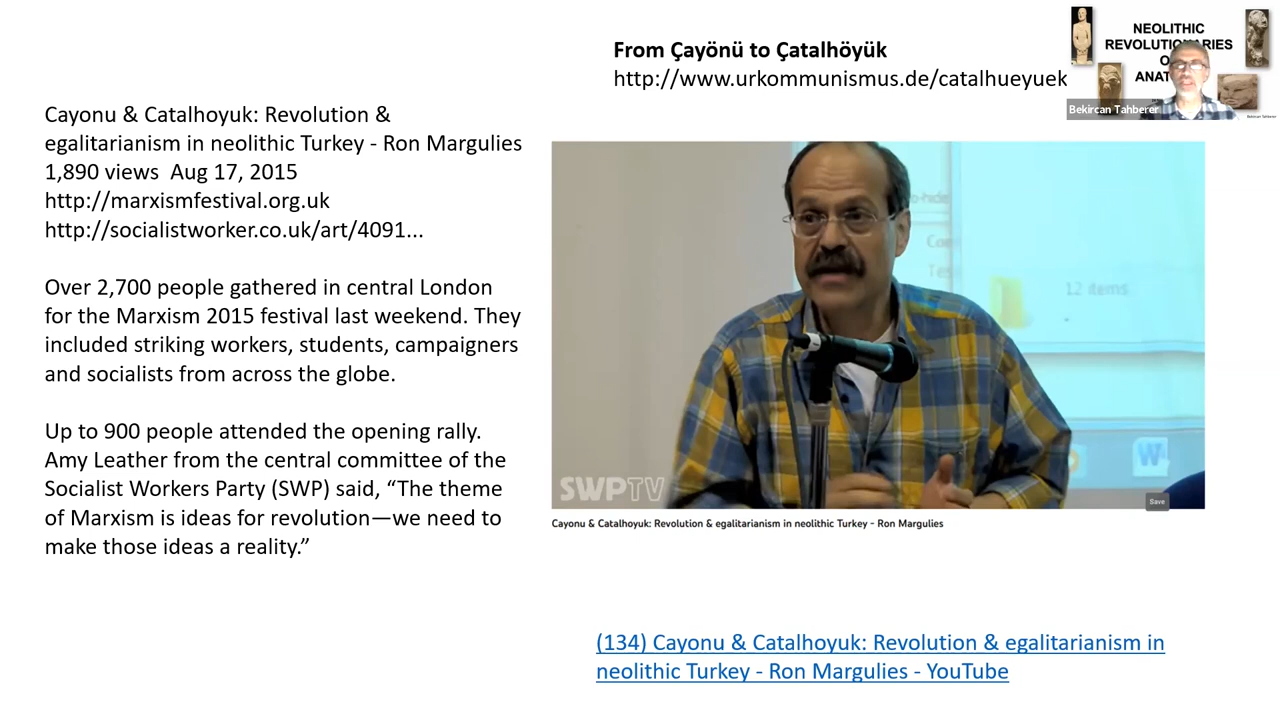 From Çayönü to Çatalhöyük
http://www.urkommunismus.de/catalhueyuek
NEOLITHIC
REVOLUTIONARIES
Bekircan Tahberer
Bekircan Tahberer
Cayonu & Catalhoyuk: Revolution &
egalitarianism in neolithic Turkey - Ron Margulies
1,890 views  Aug 17, 2015
http://marxismfestival.org.uk
http://socialistworker.co.uk/art/4091...
Over 2,700 people gathered in central London
for the Marxism 2015 festival last weekend. They
included striking workers, students, campaigners
and socialists from across the globe.
Up to 900 people attended the opening rally.
Amy Leather from the central committee of the
Socialist Workers Party (SWP) said, “The theme
of Marxism is ideas for revolution—we need to
make those ideas a reality.”
12 items
W
SWPTV
Save
Cayonu & Catalhoyuk: Revolution & egalitarianism in neolithic Turkey - Ron Margulies
(134) Cayonu & Catalhoyuk: Revolution & egalitarianism in
neolithic Turkey - Ron Margulies - YouTube